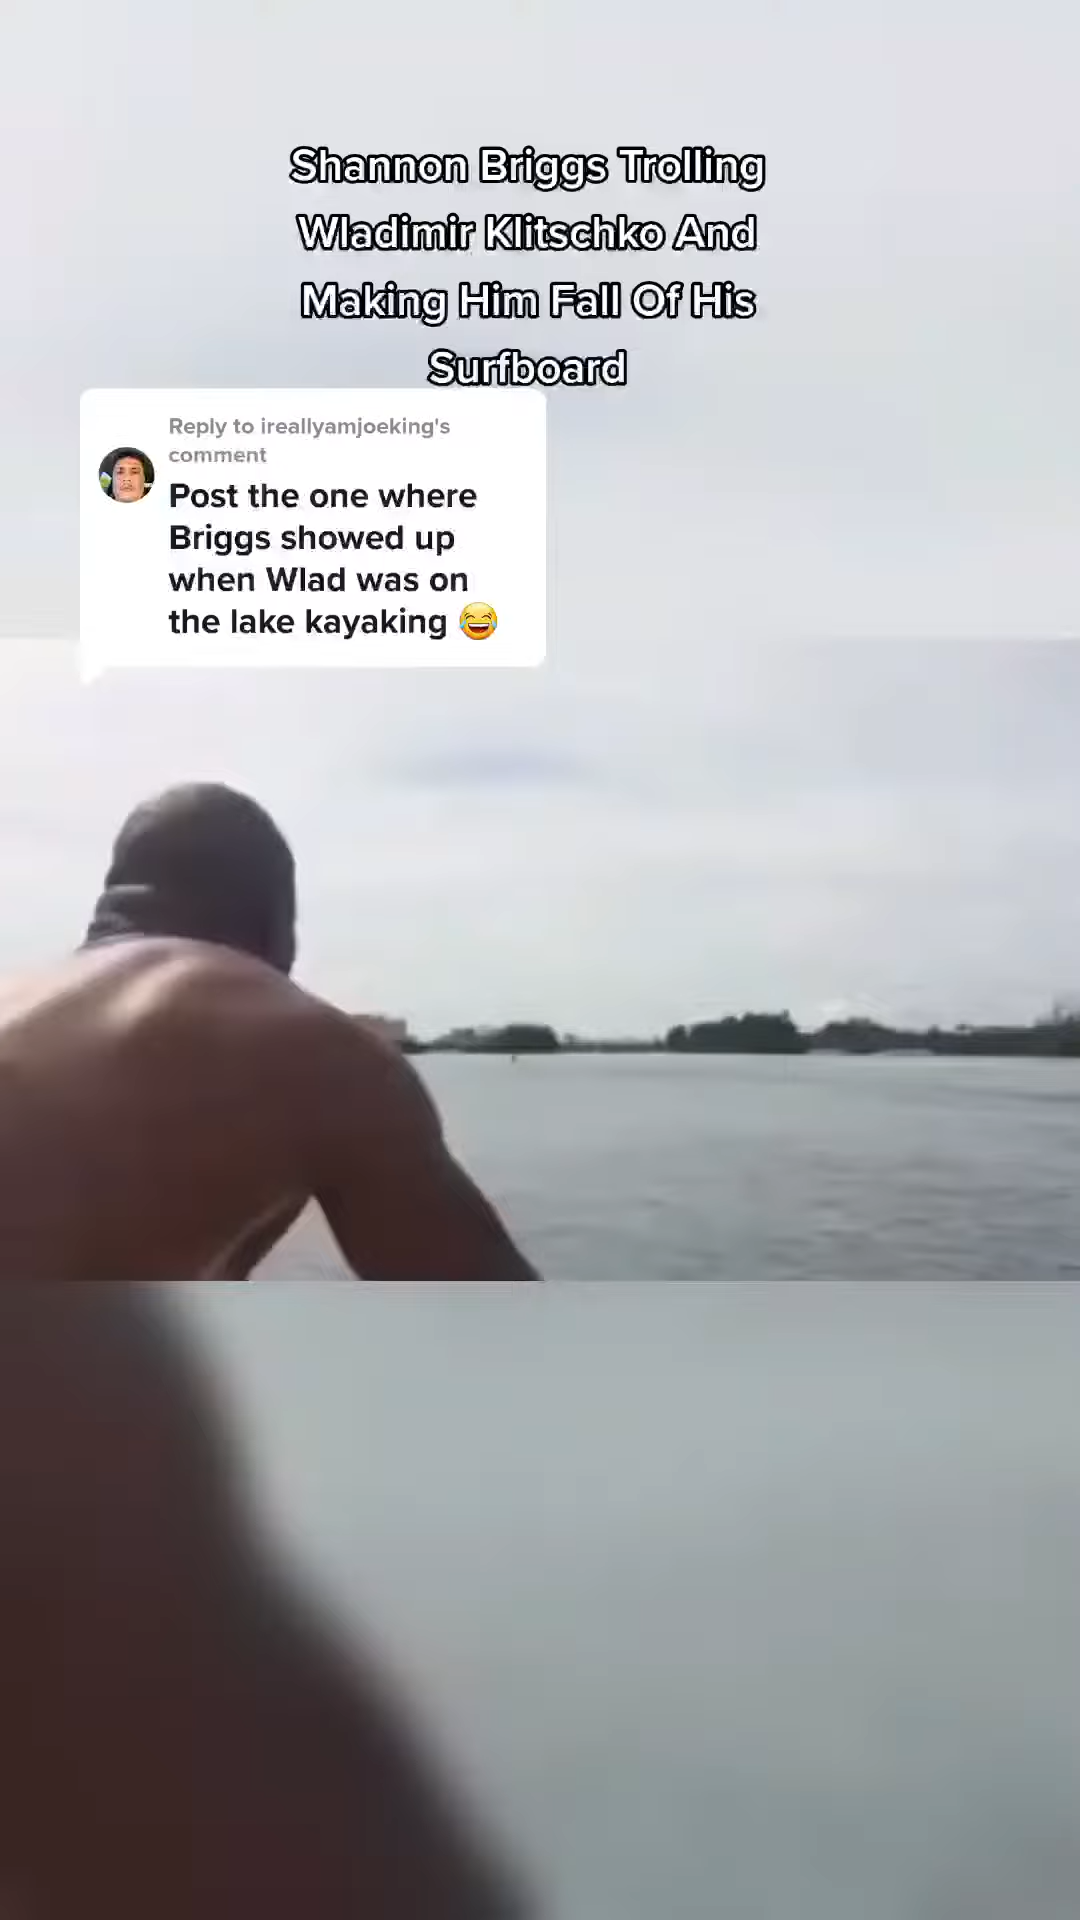 Shannon Briggs Trolling
Wladimir Klitschko And
Making Him Fall Of His
Surfboard
Reply to ireallyamjoeking's
comment
Post the one where
Briggs showed up
when Wlad was on
the lake kayaking 😂